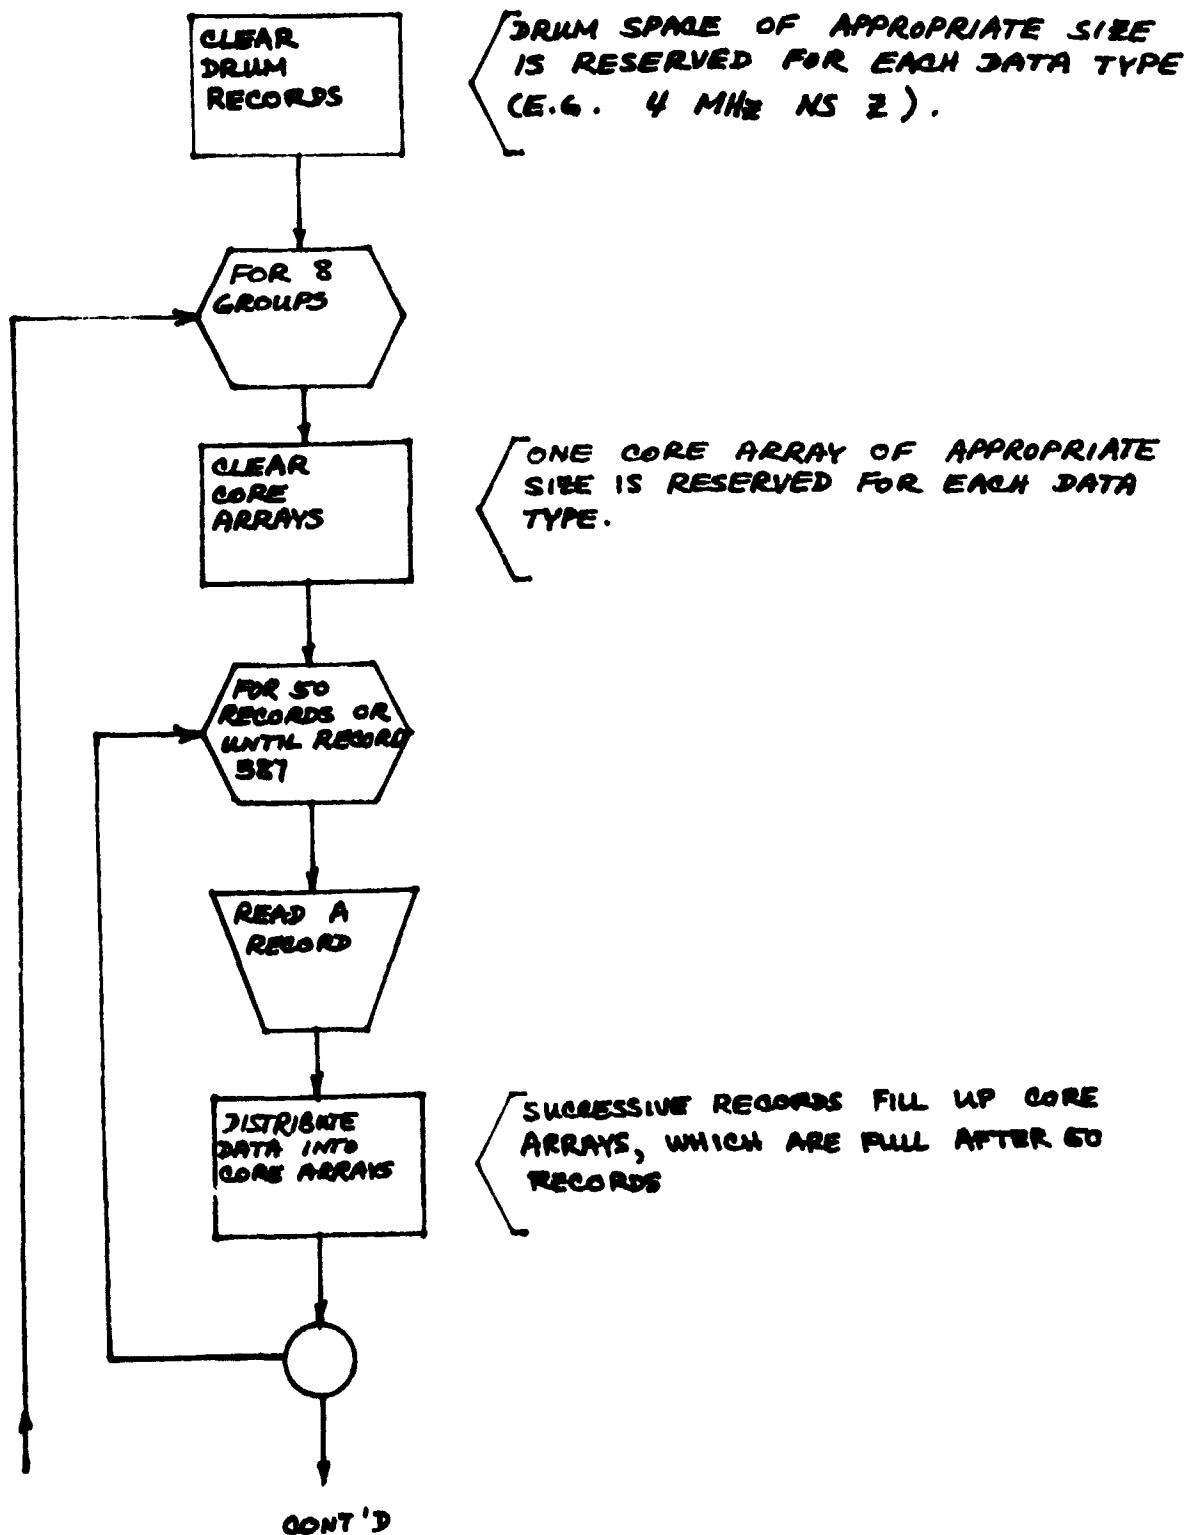 CLEAR
DRUM
RECORDS
DRUM SPACE OF APPROPRIATE SIZE
IS RESERVED FOR EACH DATA TYPE
(E.G. 4 MHz NS Z).
FOR 8
GROUPS
CLEAR
CORE
ARRAYS
ONE CORE ARRAY OF APPROPRIATE
SIZE IS RESERVED FOR EACH DATA
TYPE.
FOR 50
RECORDS OR
UNTIL RECORD
387
READ A
RECORD
DISTRIBUTE
DATA INTO
CORE ARRAYS
SUCCESSIVE RECORDS FILL UP CORE
ARRAYS, WHICH ARE FULL AFTER 50
RECORDS
CONT'D